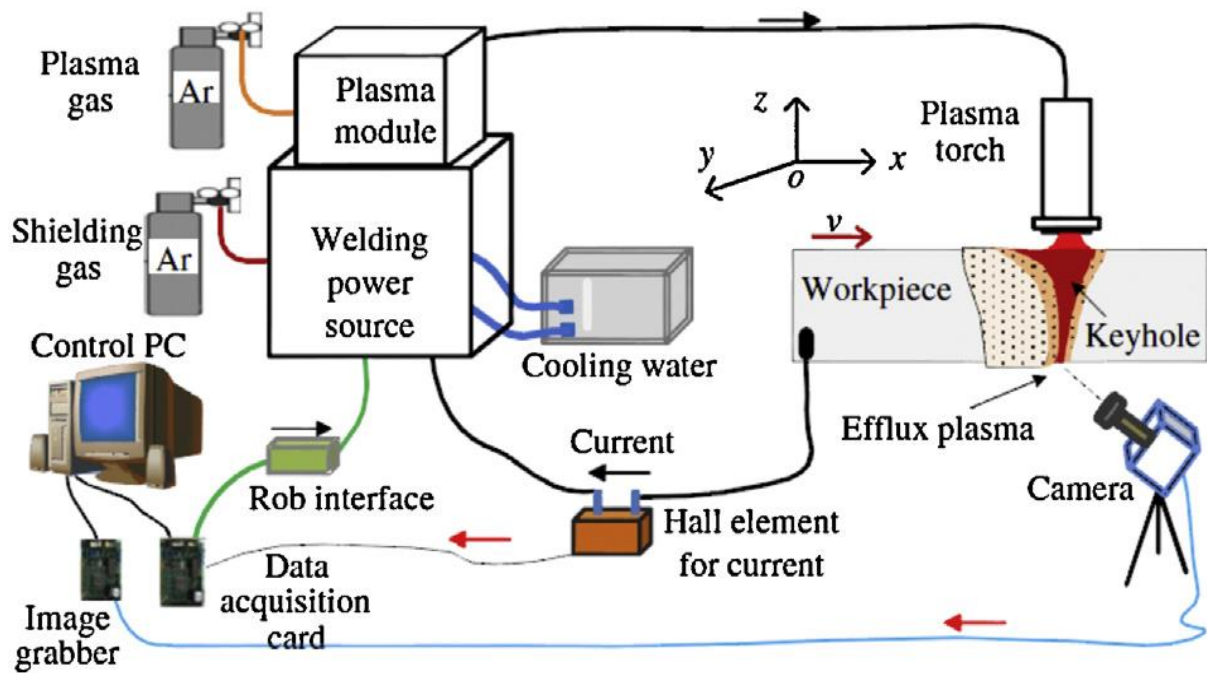 Plasma
gas
Ar
Plasma
module
z
y
o
x
Plasma
torch
Shielding
gas
Ar
Welding
power
source
v
Workpiece
Keyhole
Control PC
Cooling water
Efflux plasma
Current
Rob interface
Camera
Hall element
for current
Data
acquisition
card
Image
grabber